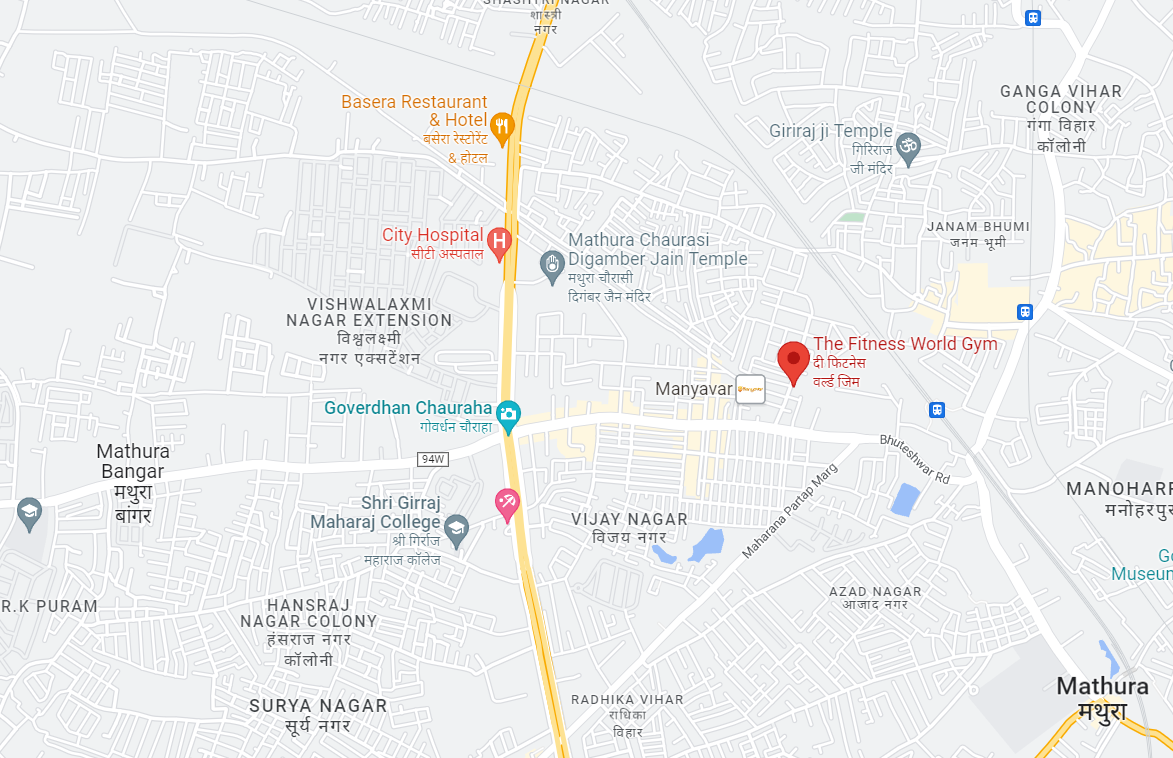 SHASTRI NAGAR
शास्त्री
नगर
Basera Restaurant
& Hotel
बसेरा रेस्टोरेंट
& होटल
GANGA VIHAR
COLONY
गंगा विहार
कॉलोनी
Giriraj ji Temple
गिरिराज
जी मंदिर
City Hospital
सीटी अस्पताल
Mathura Chaurasi
Digamber Jain Temple
मथुरा चौरासी
दिगंबर जैन मंदिर
JANAM BHUMI
जनम भूमी
VISHWALAXMI
NAGAR EXTENSION
विश्वलक्ष्मी
नगर एक्सटेंशन
The Fitness World Gym
दी फिटनेस
वर्ल्ड जिम
Manyavar
Goverdhan Chauraha
गोवर्धन चौराहा
Mathura
Bangar
मथुरा
बांगर
94W
Bhuteshwar Rd
Maharana Partap Marg
Shri Girraj
Maharaj College
श्री गिर्राज
महाराज कॉलेज
VIJAY NAGAR
विजय नगर
MANOHARP
मनोहरपु
Go
Museum
AZAD NAGAR
आजाद नगर
R.K PURAM
HANSRAJ
NAGAR COLONY
हंसराज नगर
कॉलोनी
SURYA NAGAR
सूर्य नगर
RADHIKA VIHAR
राधिका
विहार
Mathura
मथुरा